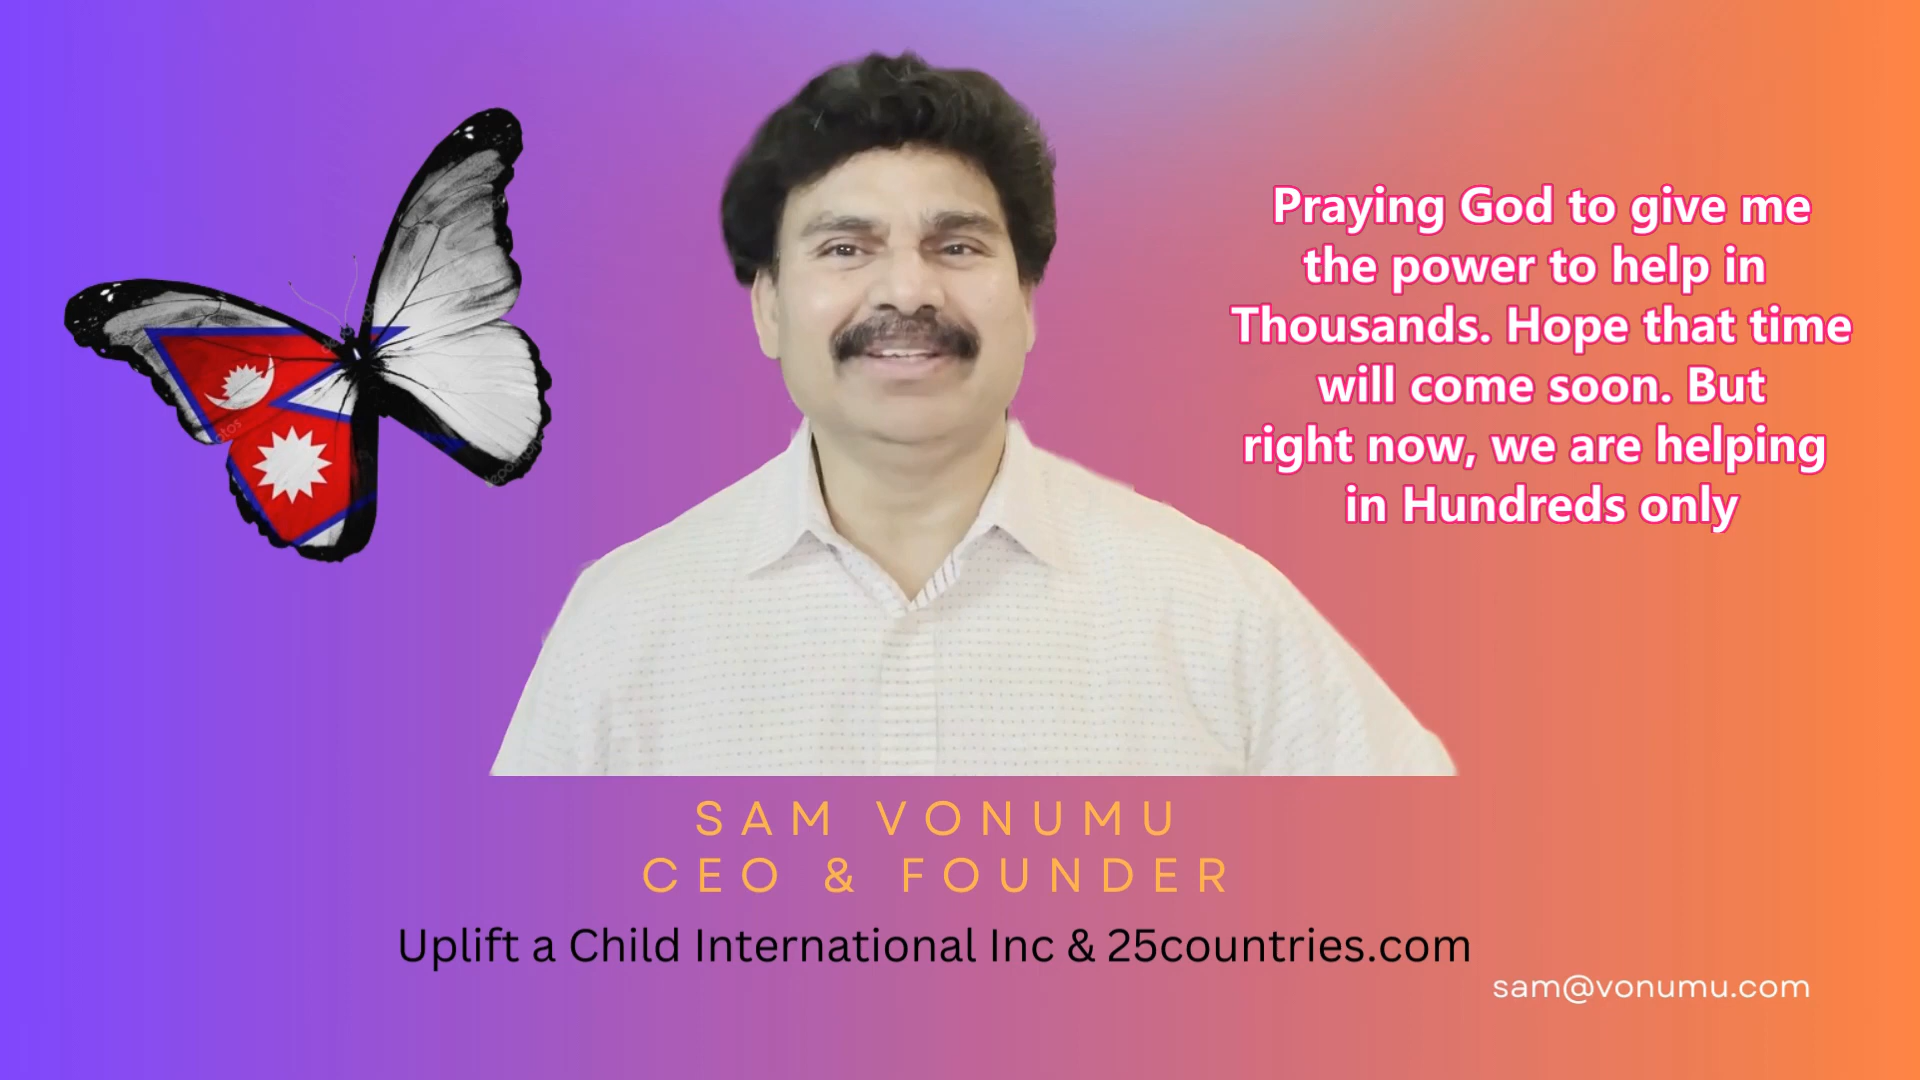 Praying God to give me
the power to help in
Thousands. Hope that time
will come soon. But
right now, we are helping
in Hundreds only
SAM VONUMU
CEO & FOUNDER
Uplift a Child International Inc & 25countries.com
sam@vonumu.com